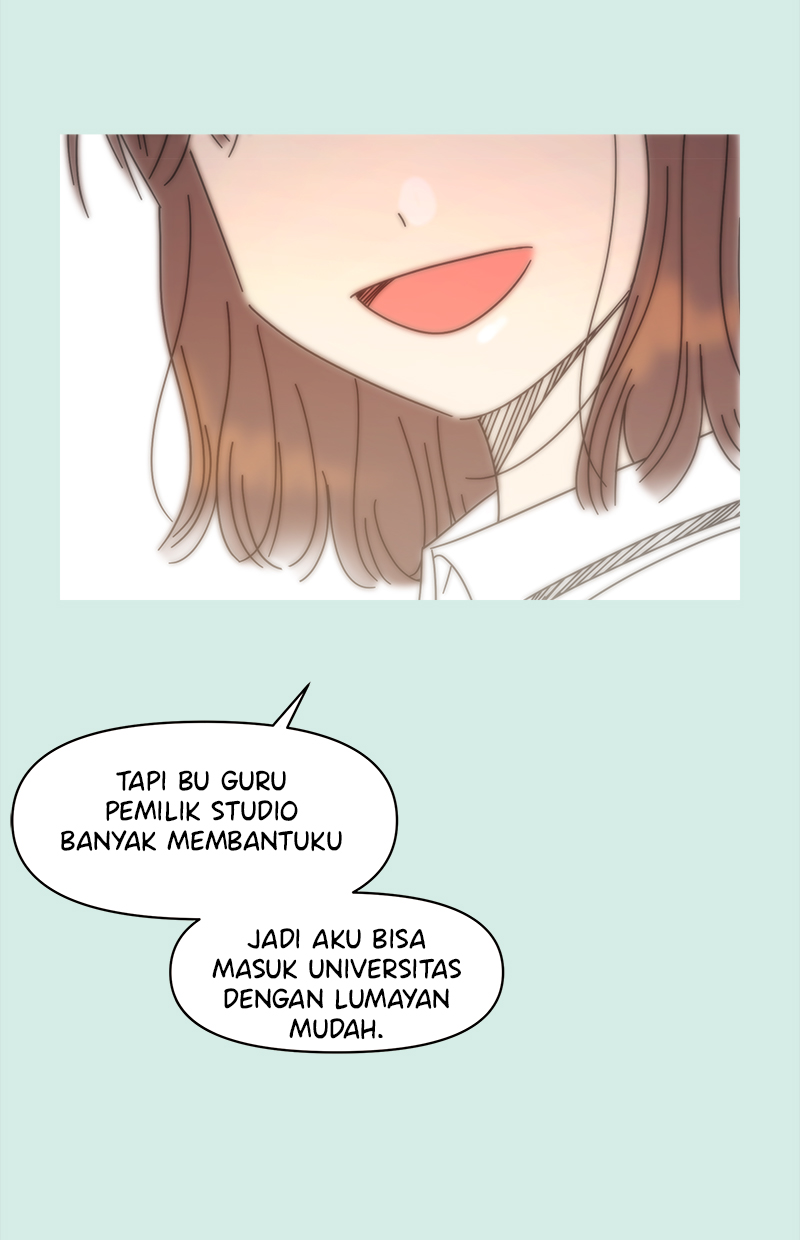 TAPI BU GURU
PEMILIK STUDIO
BANYAK MEMBANTUKU
JADI AKU BISA
MASUK UNIVERSITAS
DENGAN LUMAYAN
MUDAH.